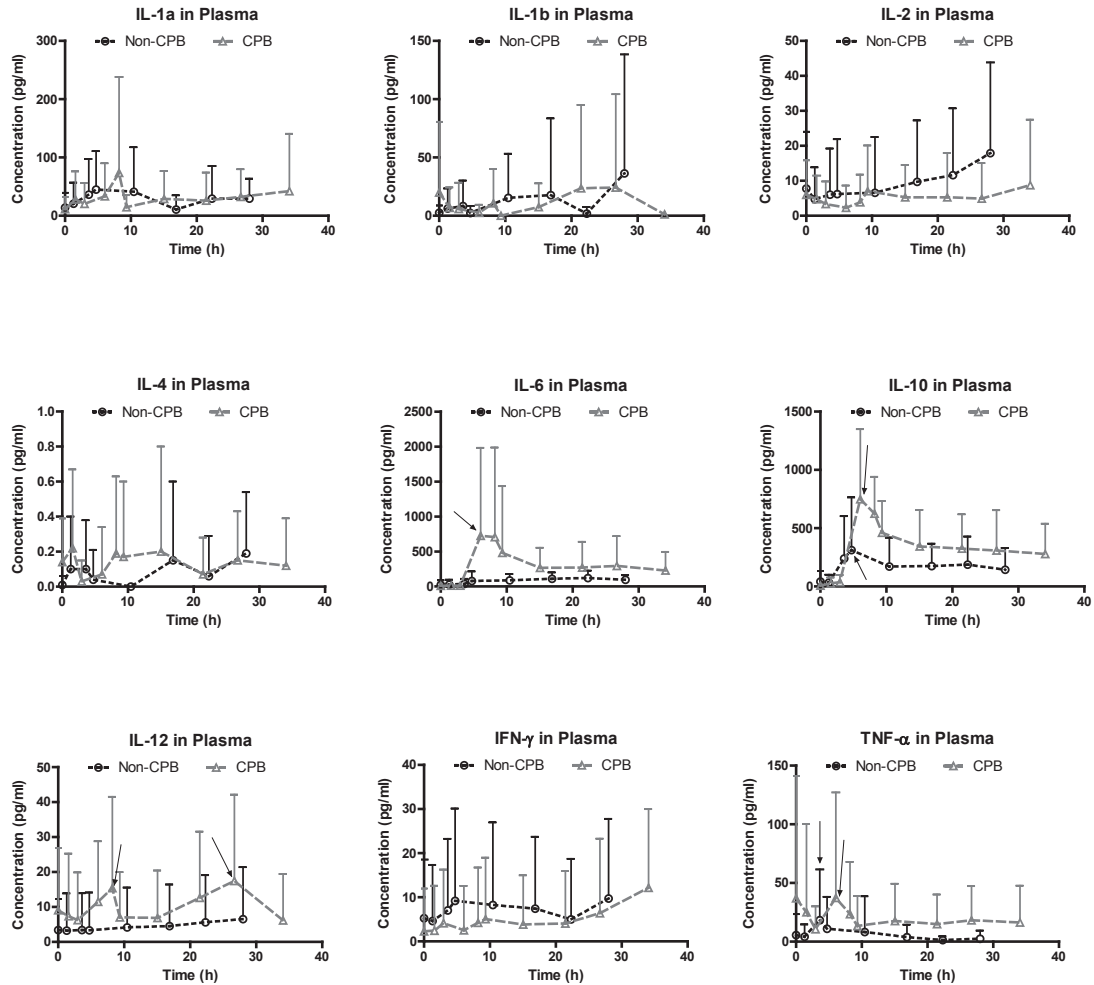 IL-1a in Plasma
Non-CPB CPB
300
200
100
0
Concentration (pg/ml)
0 10 20 30 40
Time (h)
IL-1b in Plasma
Non-CPB CPB
150
100
50
0
Concentration (pg/ml)
0 10 20 30 40
Time (h)
IL-2 in Plasma
Non-CPB CPB
50
40
30
20
10
0
Concentration (pg/ml)
0 10 20 30 40
Time (h)
IL-4 in Plasma
Non-CPB CPB
1.0
0.8
0.6
0.4
0.2
0.0
Concentration (pg/ml)
0 10 20 30 40
Time (h)
IL-6 in Plasma
Non-CPB CPB
2500
2000
1500
1000
500
0
Concentration (pg/ml)
0 10 20 30 40
Time (h)
IL-10 in Plasma
Non-CPB CPB
1500
1000
500
0
Concentration (pg/ml)
0 10 20 30 40
Time (h)
IL-12 in Plasma
Non-CPB CPB
50
40
30
20
10
0
Concentration (pg/ml)
0 10 20 30 40
Time (h)
IFN-γ in Plasma
Non-CPB CPB
40
30
20
10
0
Concentration (pg/ml)
0 10 20 30 40
Time (h)
TNF-α in Plasma
Non-CPB CPB
150
100
50
0
Concentration (pg/ml)
0 10 20 30 40
Time (h)